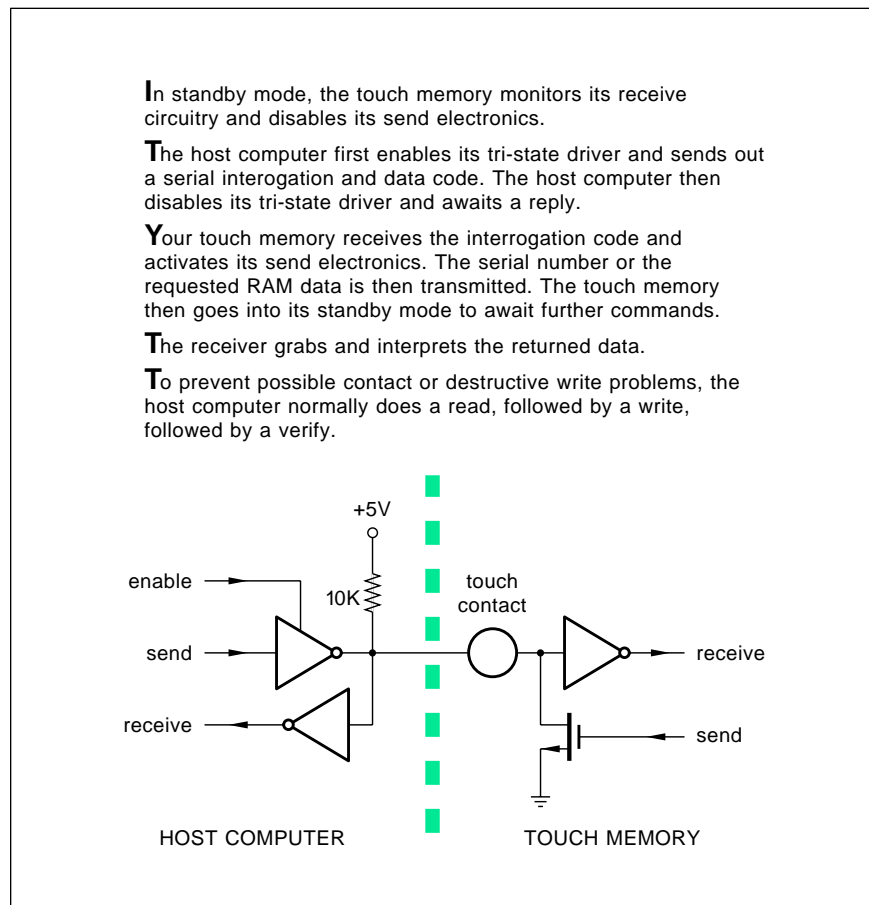 In standby mode, the touch memory monitors its receive
circuitry and disables its send electronics.
The host computer first enables its tri-state driver and sends out
a serial interogation and data code. The host computer then
disables its tri-state driver and awaits a reply.
Your touch memory receives the interrogation code and
activates its send electronics. The serial number or the
requested RAM data is then transmitted. The touch memory
then goes into its standby mode to await further commands.
The receiver grabs and interprets the returned data.
To prevent possible contact or destructive write problems, the
host computer normally does a read, followed by a write,
followed by a verify.
+5V
enable
10K
touch
contact
send
receive
receive
send
HOST COMPUTER
TOUCH MEMORY